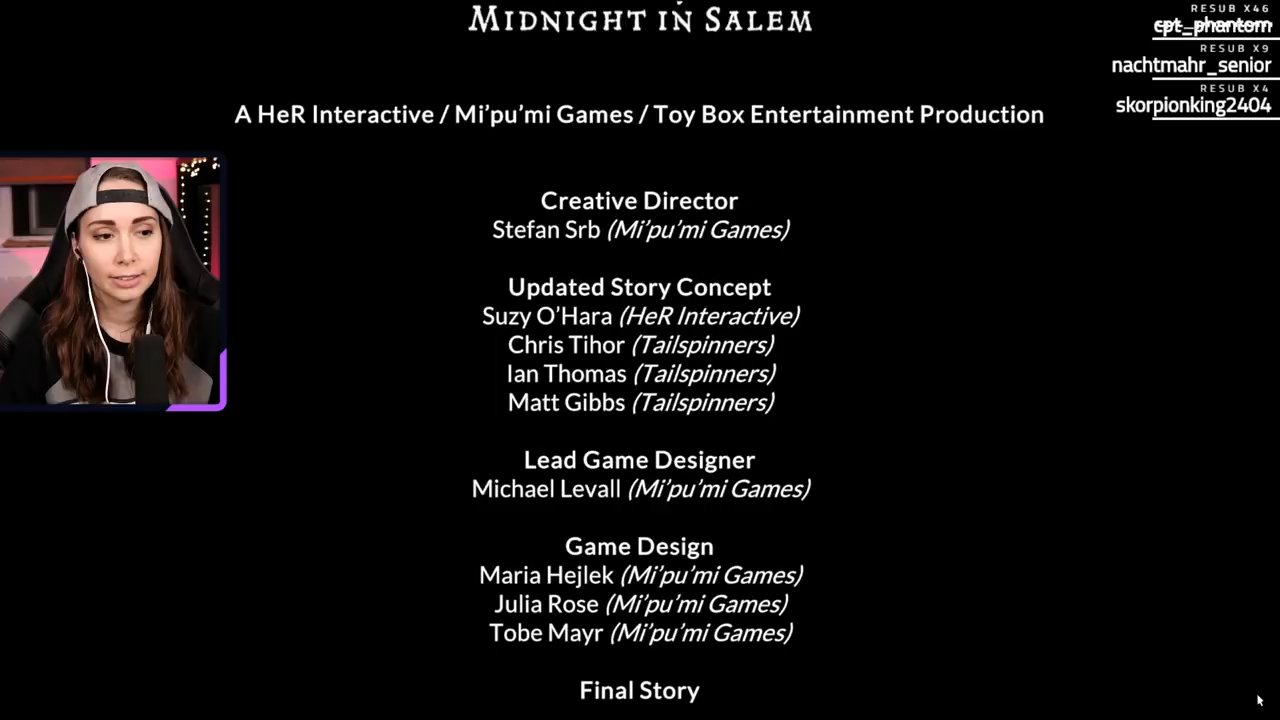 MIDNIGHT IN SALEM
RESUB X46
cpt_phantom
RESUB X9
nachtmahr_senior
RESUB X4
skorpionking2404
A HeR Interactive / Mi’pu’mi Games / Toy Box Entertainment Production
Creative Director
Stefan Srb (Mi’pu’mi Games)
Updated Story Concept
Suzy O’Hara (HeR Interactive)
Chris Tihor (Tailspinners)
Ian Thomas (Tailspinners)
Matt Gibbs (Tailspinners)
Lead Game Designer
Michael Levall (Mi’pu’mi Games)
Game Design
Maria Hejlek (Mi’pu’mi Games)
Julia Rose (Mi’pu’mi Games)
Tobe Mayr (Mi’pu’mi Games)
Final Story